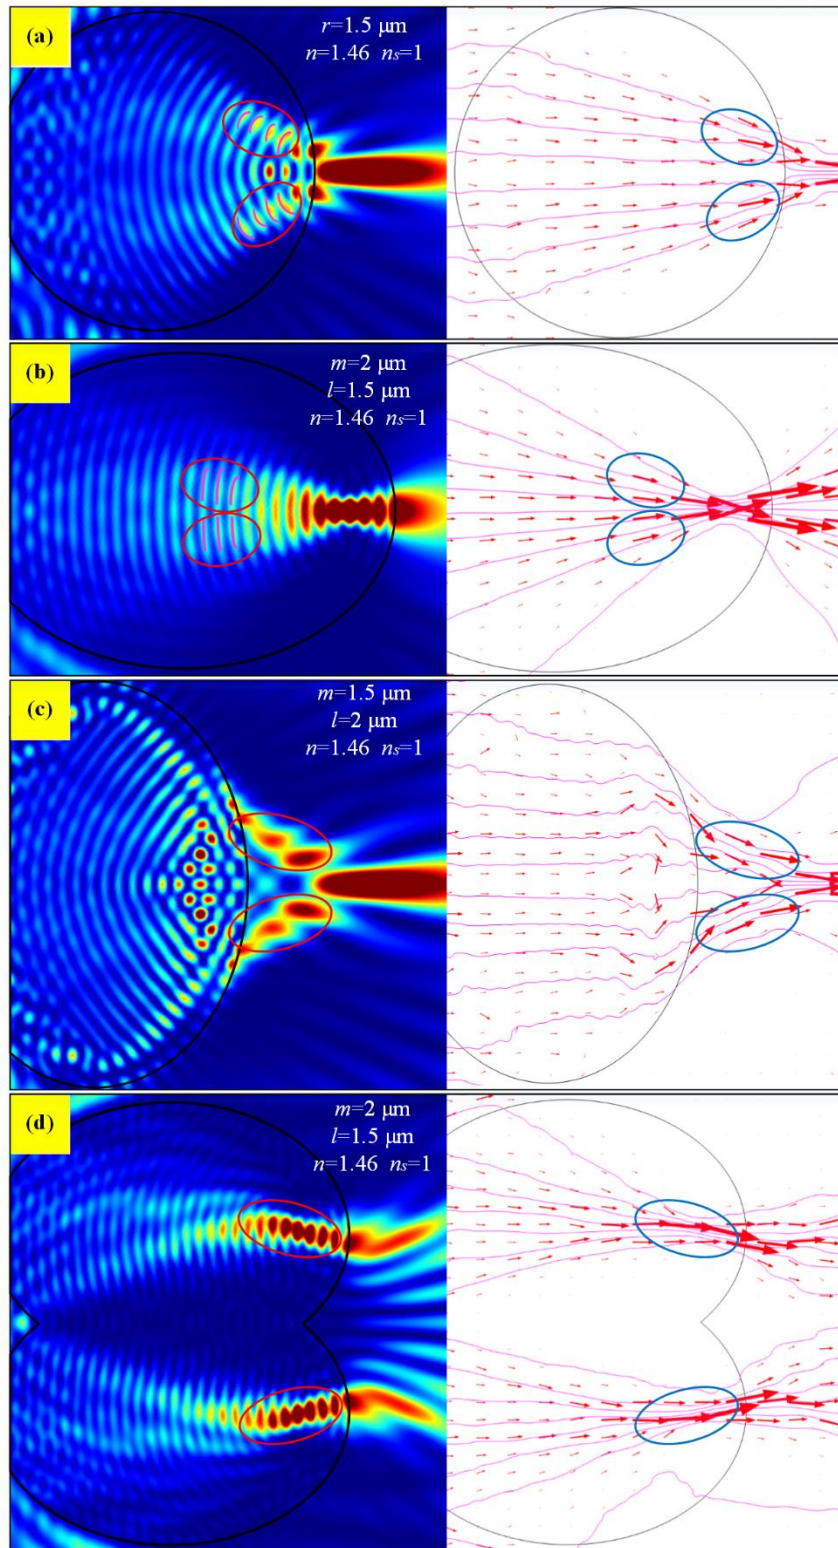 (a)
r=1.5 μm
n=1.46 ns=1
(b)
m=2 μm
l=1.5 μm
n=1.46 ns=1
(c)
m=1.5 μm
l=2 μm
n=1.46 ns=1
(d)
m=2 μm
l=1.5 μm
n=1.46 ns=1